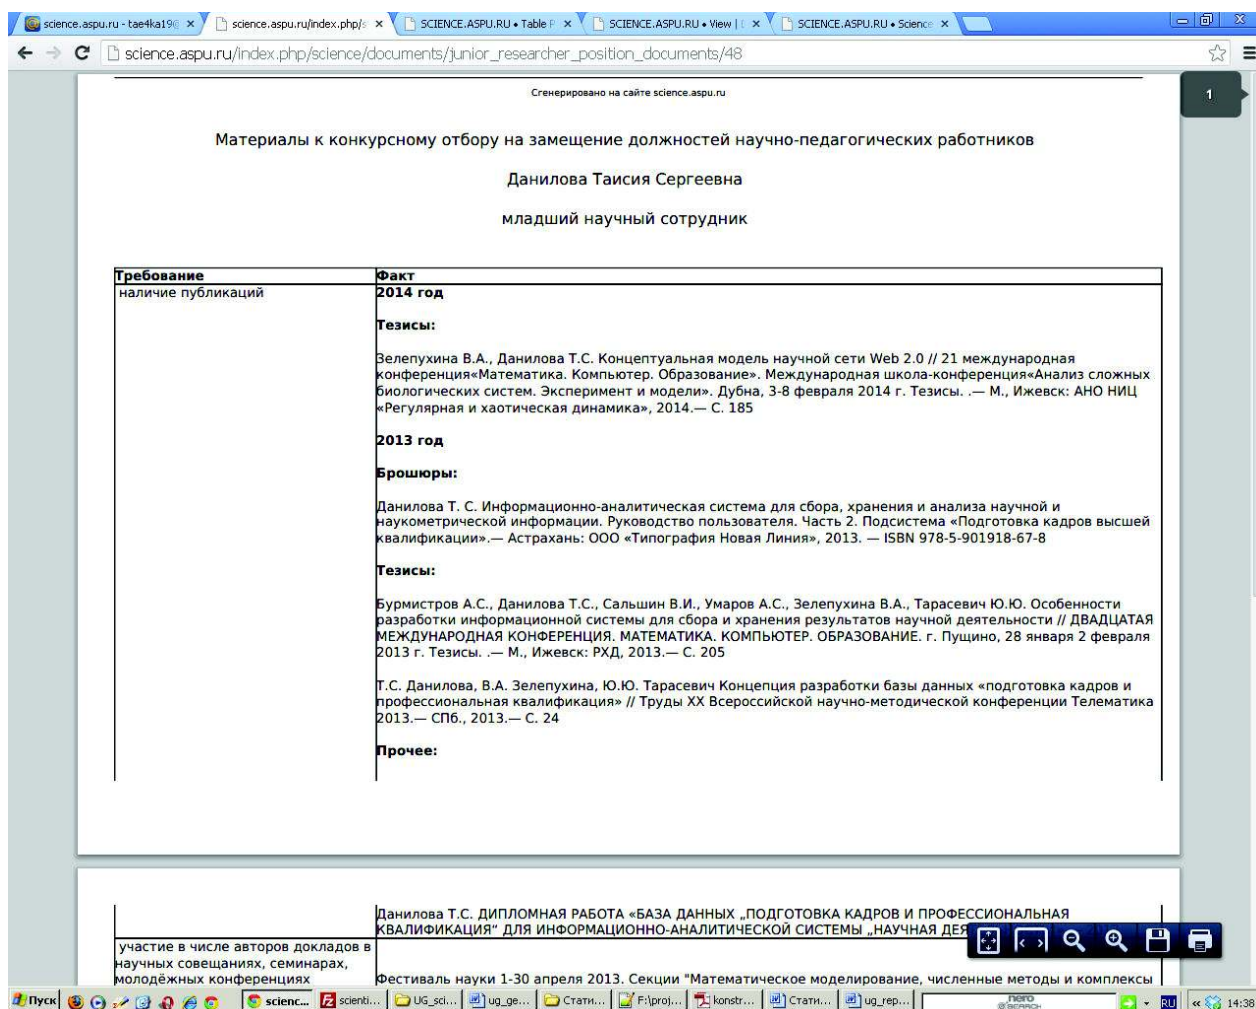 science.aspu.ru - tae4ka19@
science.aspu.ru/index.php/s
SCIENCE.ASPU.RU • Table P
SCIENCE.ASPU.RU • View |
SCIENCE.ASPU.RU • Science
science.aspu.ru/index.php/science/documents/junior_researcher_position_documents/48
1
Сгенерировано на сайте science.aspu.ru
Материалы к конкурсному отбору на замещение должностей научно-педагогических работников
Данилова Таисия Сергеевна
младший научный сотрудник
Требование
Факт
наличие публикаций
2014 год
Тезисы:
Зелепухина В.А., Данилова Т.С. Концептуальная модель научной сети Web 2.0 // 21 международная
конференция«Математика. Компьютер. Образование». Международная школа-конференция«Анализ сложных
биологических систем. Эксперимент и модели». Дубна, 3-8 февраля 2014 г. Тезисы. .— М., Ижевск: АНО НИЦ
«Регулярная и хаотическая динамика», 2014.— С. 185
2013 год
Брошюры:
Данилова Т. С. Информационно-аналитическая система для сбора, хранения и анализа научной и
наукометрической информации. Руководство пользователя. Часть 2. Подсистема «Подготовка кадров высшей
квалификации».— Астрахань: ООО «Типография Новая Линия», 2013. — ISBN 978-5-901918-67-8
Тезисы:
Бурмистров А.С., Данилова Т.С., Сальшин В.И., Умаров А.С., Зелепухина В.А., Тарасевич Ю.Ю. Особенности
разработки информационной системы для сбора и хранения результатов научной деятельности // ДВАДЦАТАЯ
МЕЖДУНАРОДНАЯ КОНФЕРЕНЦИЯ. МАТЕМАТИКА. КОМПЬЮТЕР. ОБРАЗОВАНИЕ. г. Пущино, 28 января 2 февраля
2013 г. Тезисы. .— М., Ижевск: РХД, 2013.— С. 205
Т.С. Данилова, В.А. Зелепухина, Ю.Ю. Тарасевич Концепция разработки базы данных «подготовка кадров и
профессиональная квалификация» // Труды XX Всероссийской научно-методической конференции Телематика
2013.— СПб., 2013.— С. 24
Прочее:
Данилова Т.С. ДИПЛОМНАЯ РАБОТА «БАЗА ДАННЫХ „ПОДГОТОВКА КАДРОВ И ПРОФЕССИОНАЛЬНАЯ
КВАЛИФИКАЦИЯ“ ДЛЯ ИНФОРМАЦИОННО-АНАЛИТИЧЕСКОЙ СИСТЕМЫ „НАУЧНАЯ ДЕЯ
участие в числе авторов докладов в
научных совещаниях, семинарах,
молодёжных конференциях
Фестиваль науки 1-30 апреля 2013. Секции "Математическое моделирование, численные методы и комплексы
Пуск
scienc...
scienti...
UG_sci...
ug_ge...
Стати...
F:\proj...
konstr...
Стати...
ug_rep...
nero
SEARCH
RU
14:38